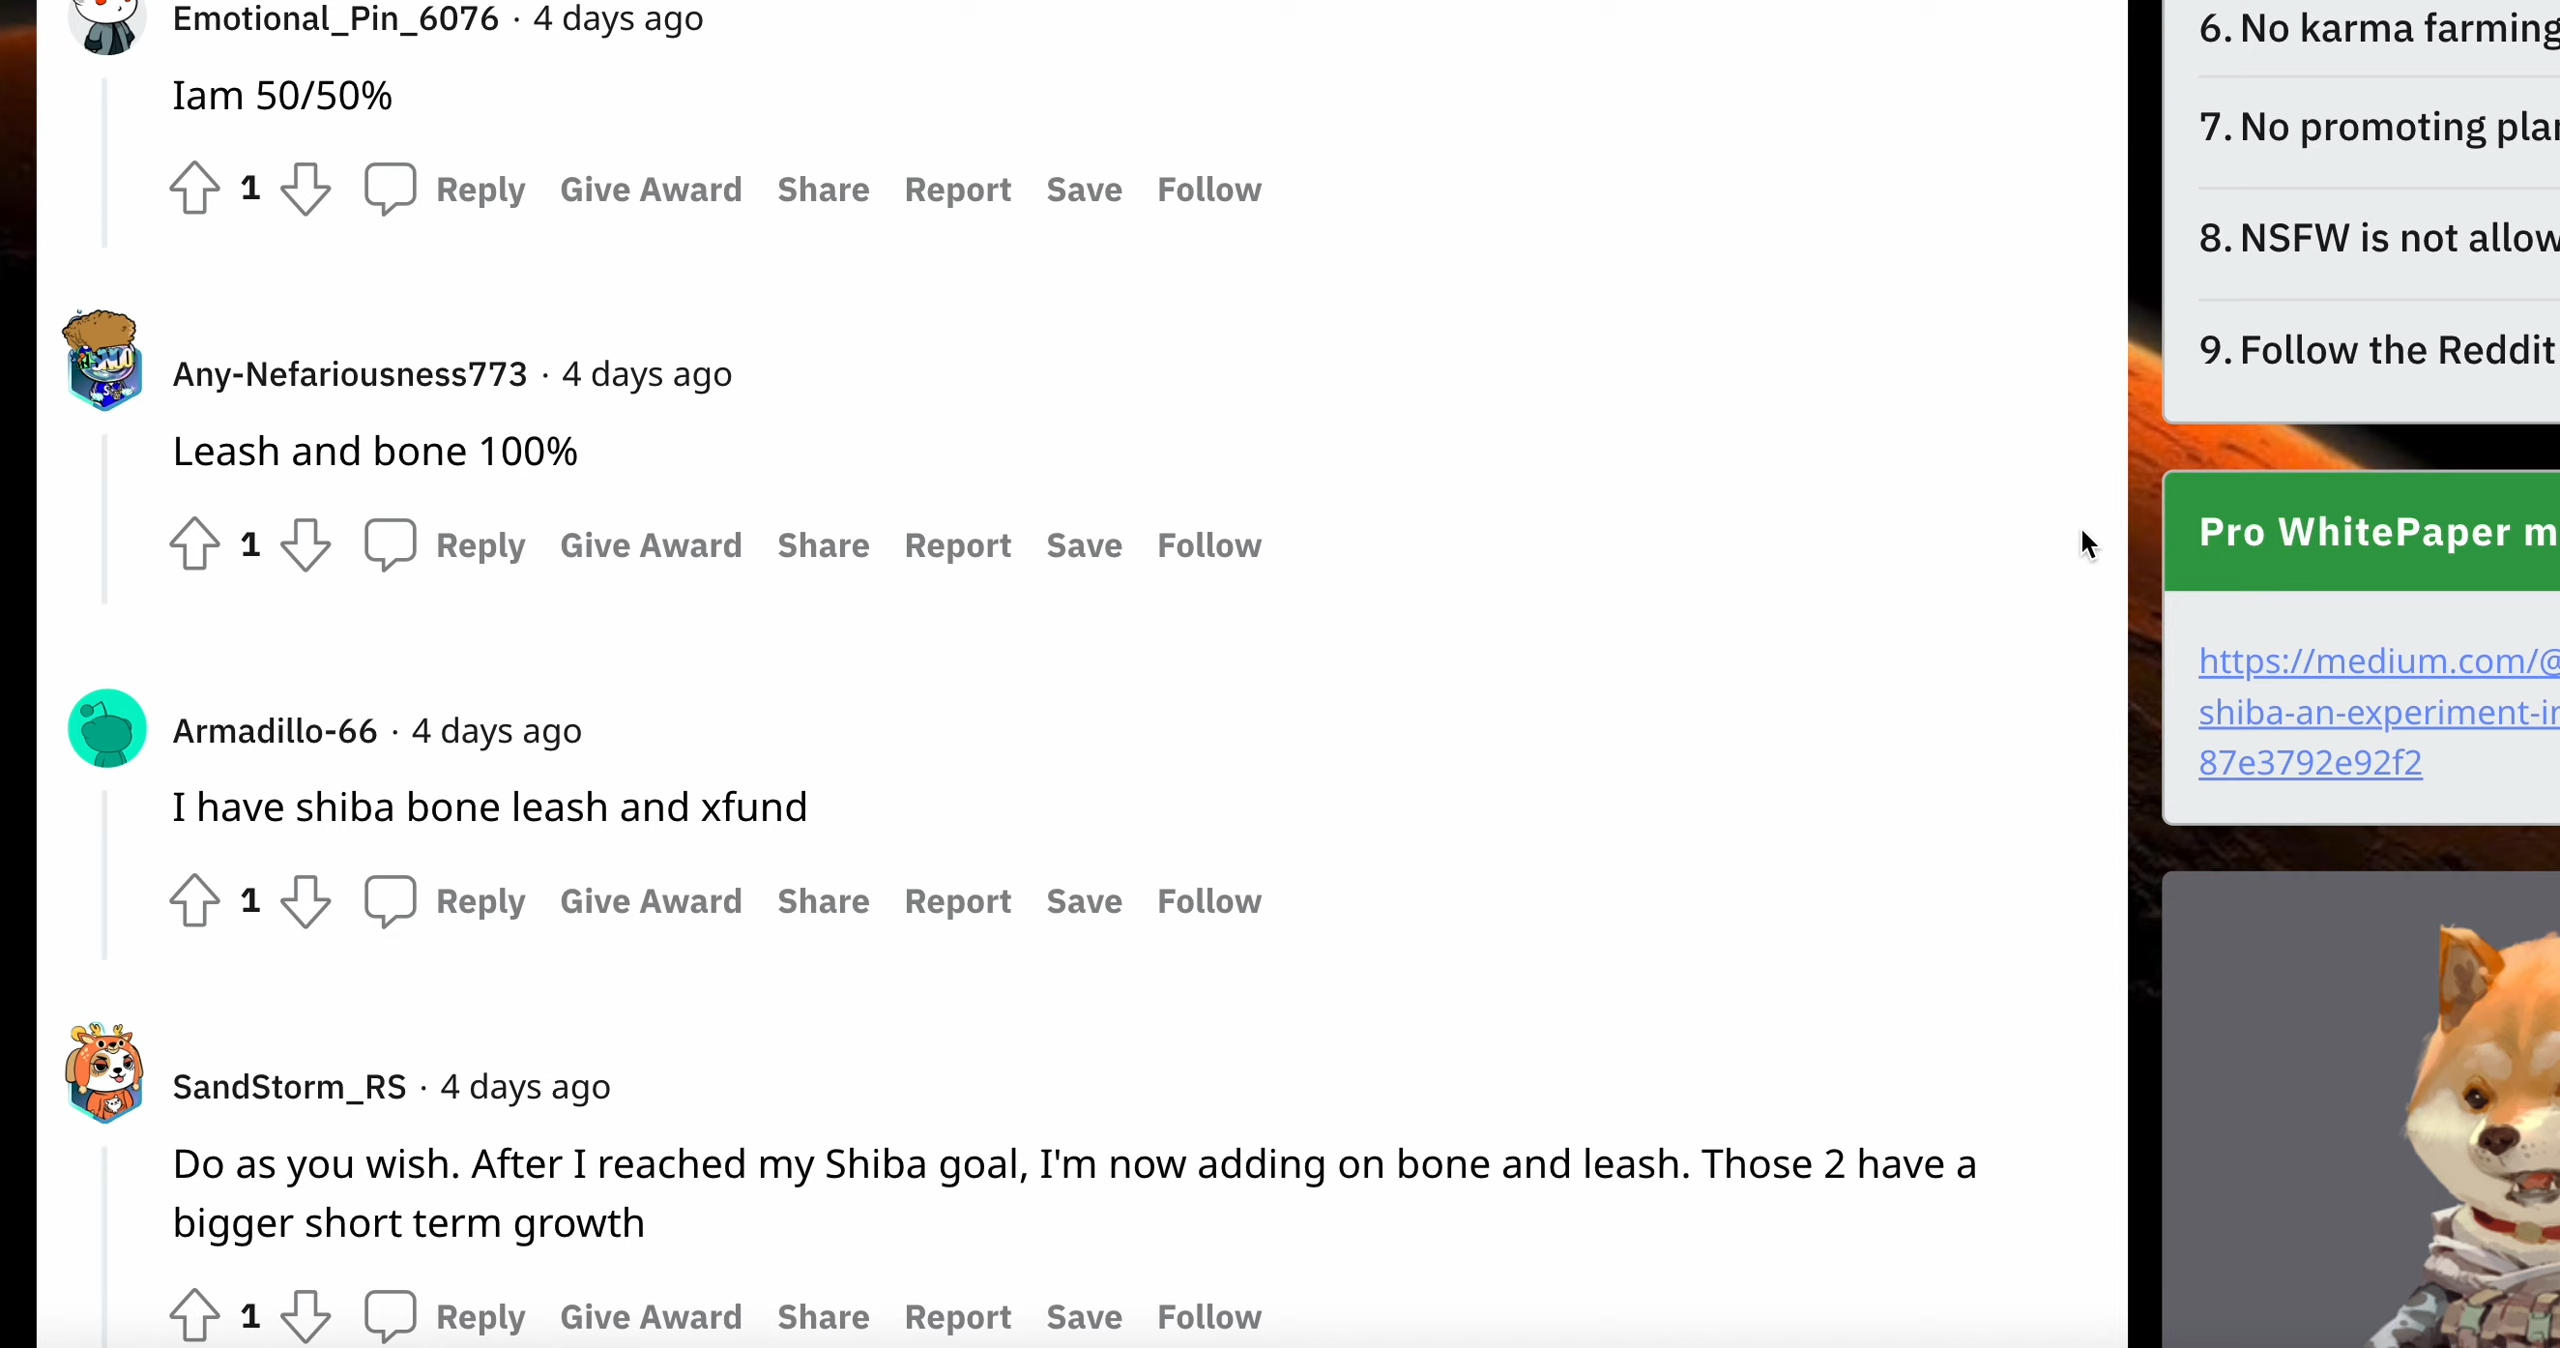 Emotional_Pin_6076 · 4 days ago
Iam 50/50%
1 Reply Give Award Share Report Save Follow
Any-Nefariousness773 · 4 days ago
Leash and bone 100%
1 Reply Give Award Share Report Save Follow
Armadillo-66 · 4 days ago
I have shiba bone leash and xfund
1 Reply Give Award Share Report Save Follow
SandStorm_RS · 4 days ago
Do as you wish. After I reached my Shiba goal, I'm now adding on bone and leash. Those 2 have a
bigger short term growth
1 Reply Give Award Share Report Save Follow
6. No karma farming
7. No promoting
8. NSFW is not
9. Follow the Reddit
Pro WhitePaper
https://medium.com/@
shiba-an-experiment-
87e3792e92f2